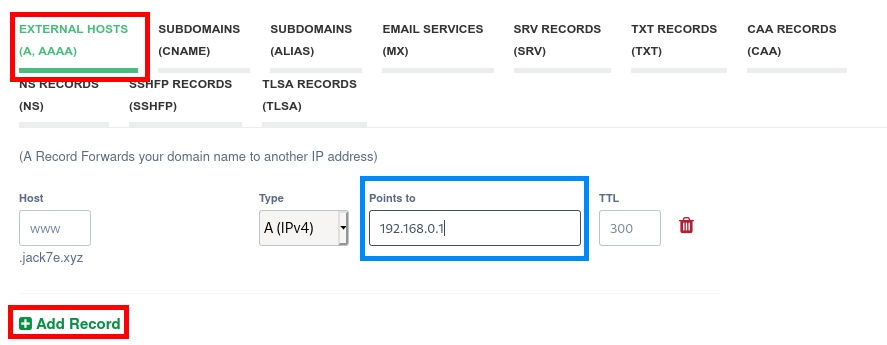 EXTERNAL HOSTS
(A, AAAA)
SUBDOMAINS
(CNAME)
SUBDOMAINS
(ALIAS)
EMAIL SERVICES
(MX)
SRV RECORDS
(SRV)
TXT RECORDS
(TXT)
CAA RECORDS
(CAA)
NS RECORDS
(NS)
SSHFP RECORDS
(SSHFP)
TLSA RECORDS
(TLSA)
(A Record Forwards your domain name to another IP address)
Host
www
.jack7e.xyz
Type
A (IPv4)
Points to
192.168.0.1
TTL
300
Add Record